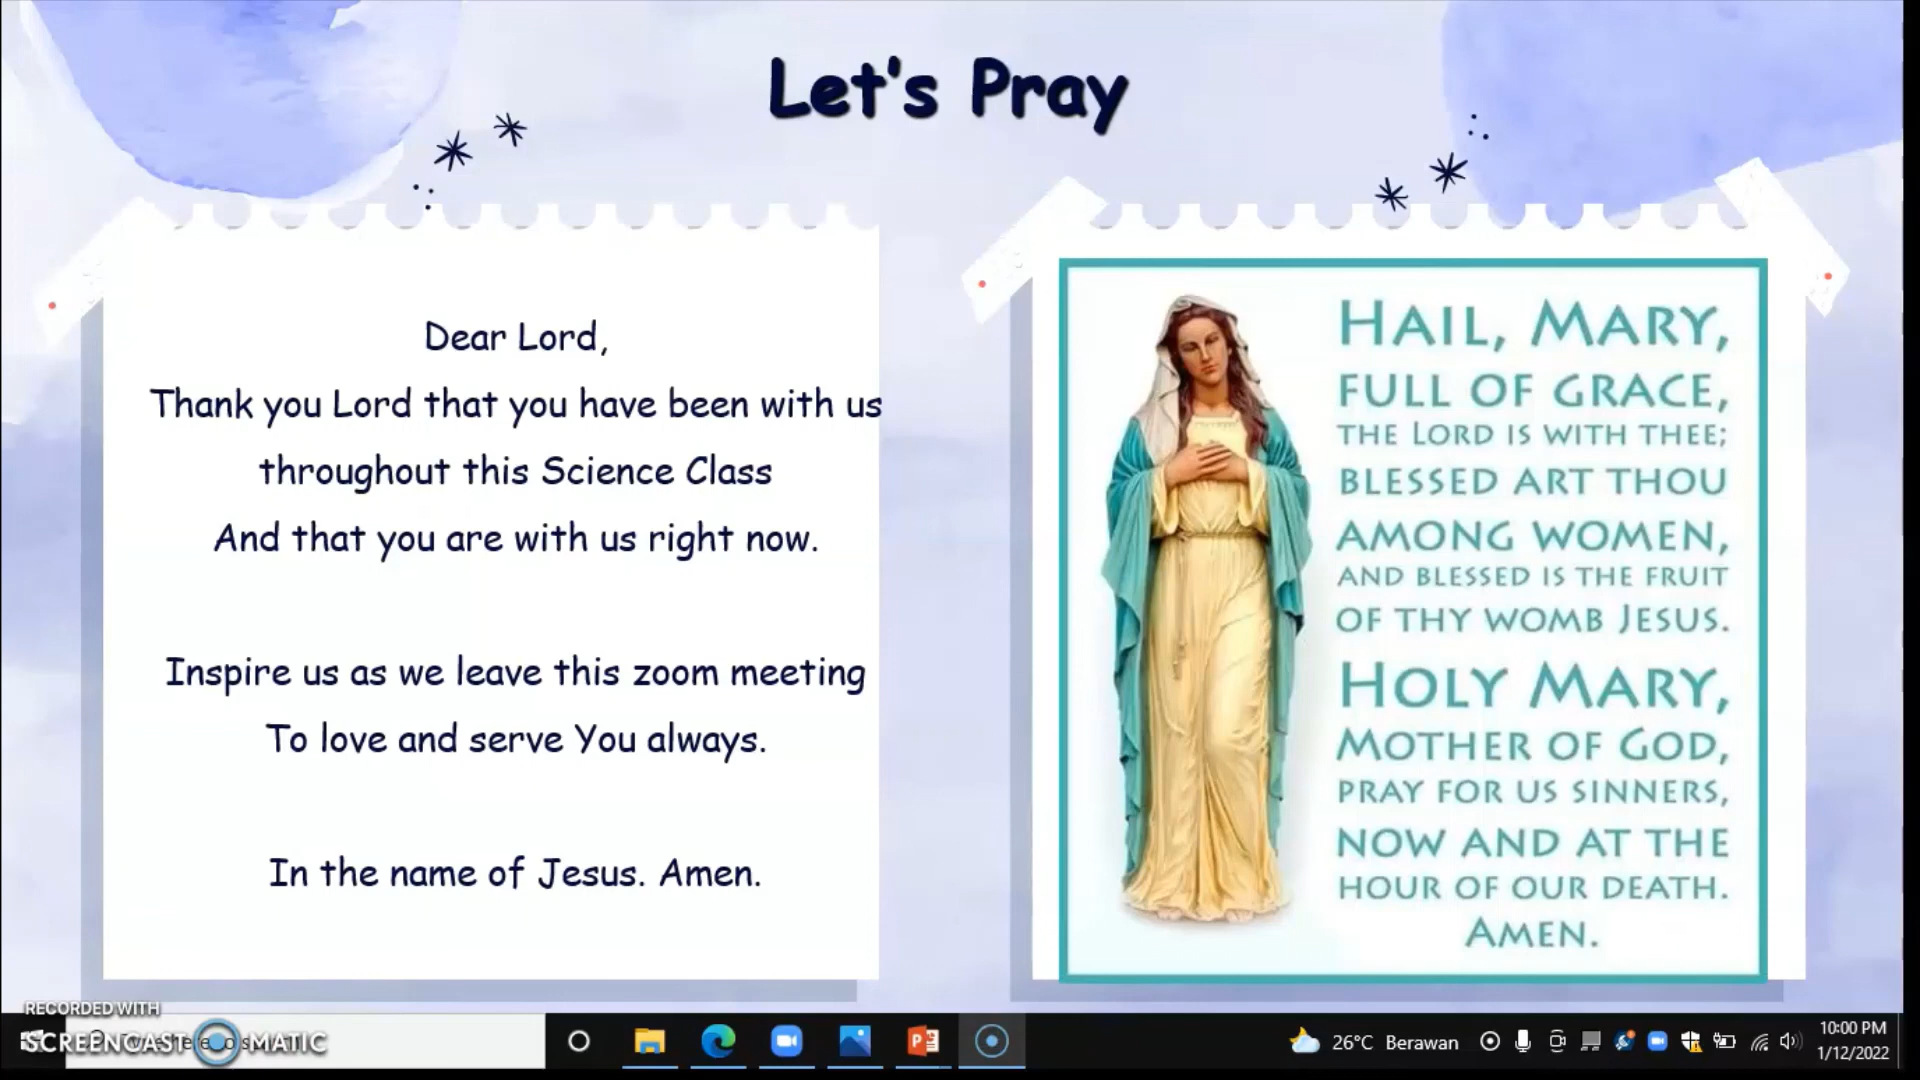 Let's Pray
Dear Lord,
Thank you Lord that you have been with us
throughout this Science Class
And that you are with us right now.
Inspire us as we leave this zoom meeting
To love and serve You always.
In the name of Jesus. Amen.
HAIL, MARY,
FULL OF GRACE,
THE LORD IS WITH THEE;
BLESSED ART THOU
AMONG WOMEN,
AND BLESSED IS THE FRUIT
OF THY WOMB JESUS.
HOLY MARY,
MOTHER OF GOD,
PRAY FOR US SINNERS,
NOW AND AT THE
HOUR OF OUR DEATH.
AMEN.
RECORDED WITH
SCREENCAST MATIC
26°C Berawan
10:00 PM
1/12/2022